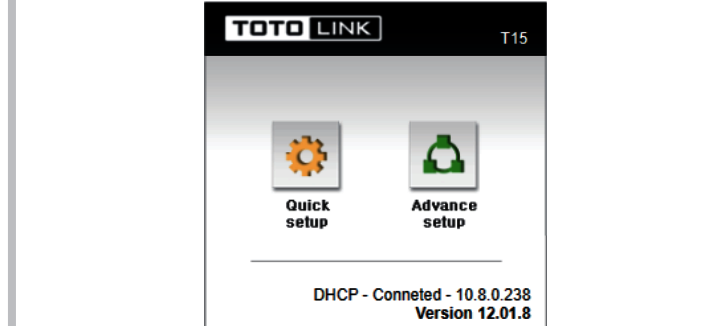 TOTO LINK
T15
Quick
setup
Advance
setup
DHCP - Conneted - 10.8.0.238
Version 12.01.8